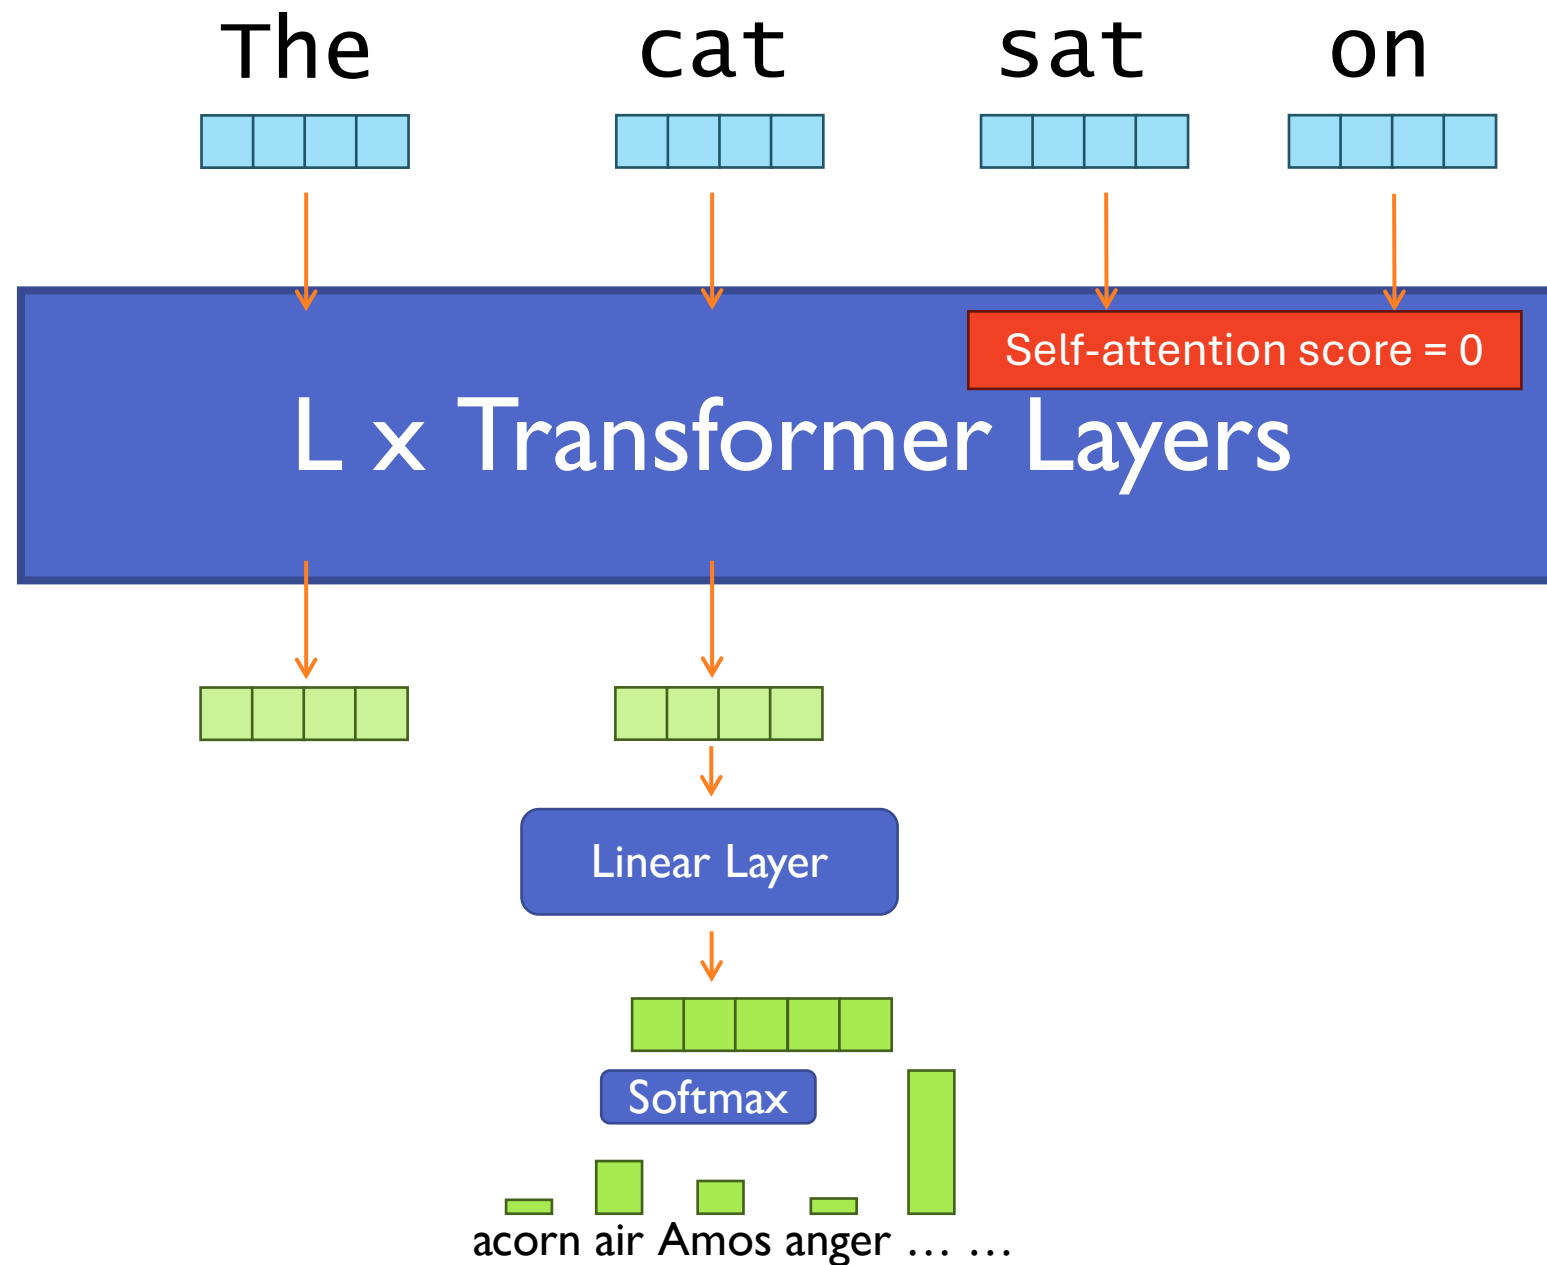 The cat sat on
Self-attention score = 0
L x Transformer Layers
Linear Layer
Softmax
acorn air Amos anger … …